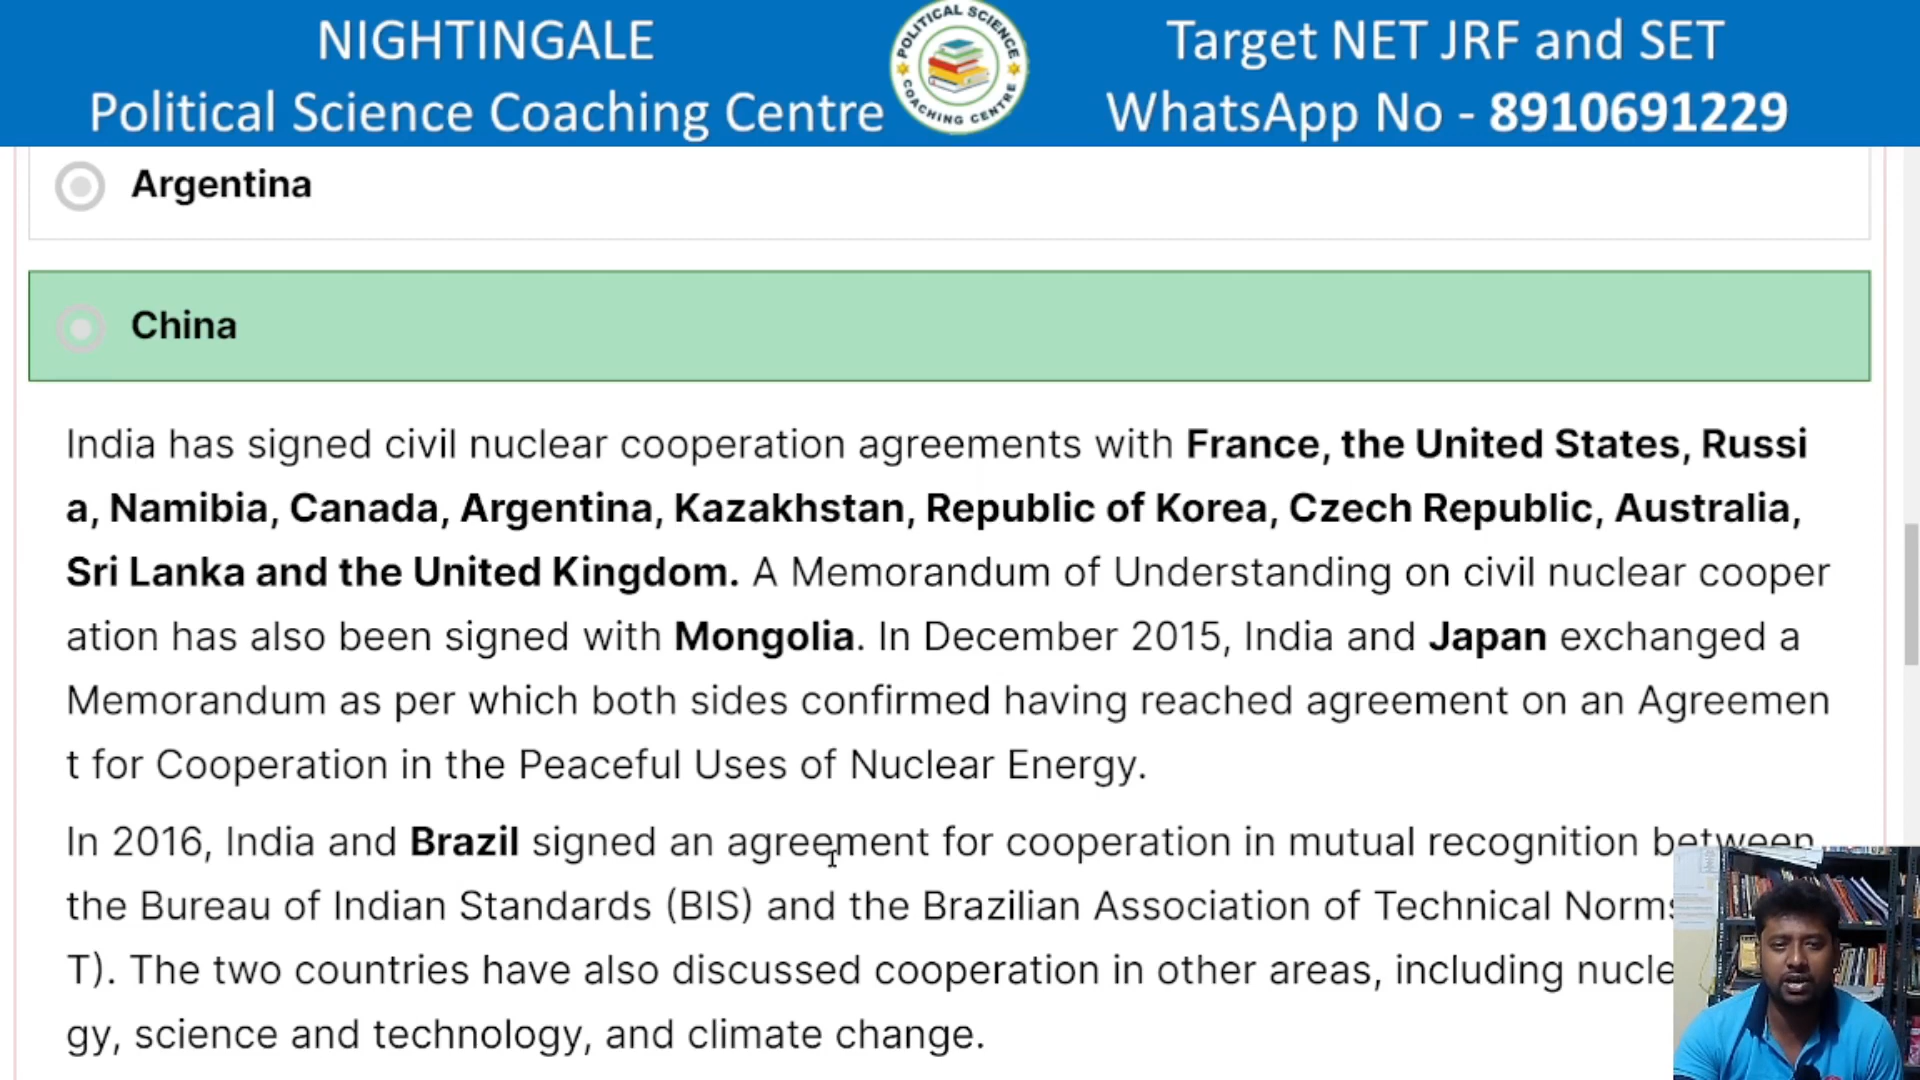 NIGHTINGALE
Political Science Coaching Centre
POLITICAL SCIENCE
COACHING CENTRE
Target NET JRF and SET
WhatsApp No - 8910691229
Argentina
China
India has signed civil nuclear cooperation agreements with France, the United States, Russi
a, Namibia, Canada, Argentina, Kazakhstan, Republic of Korea, Czech Republic, Australia,
Sri Lanka and the United Kingdom. A Memorandum of Understanding on civil nuclear cooper
ation has also been signed with Mongolia. In December 2015, India and Japan exchanged a
Memorandum as per which both sides confirmed having reached agreement on an Agreemen
t for Cooperation in the Peaceful Uses of Nuclear Energy.
In 2016, India and Brazil signed an agreement for cooperation in mutual recognition between
the Bureau of Indian Standards (BIS) and the Brazilian Association of Technical Norms
T). The two countries have also discussed cooperation in other areas, including nucle
gy, science and technology, and climate change.